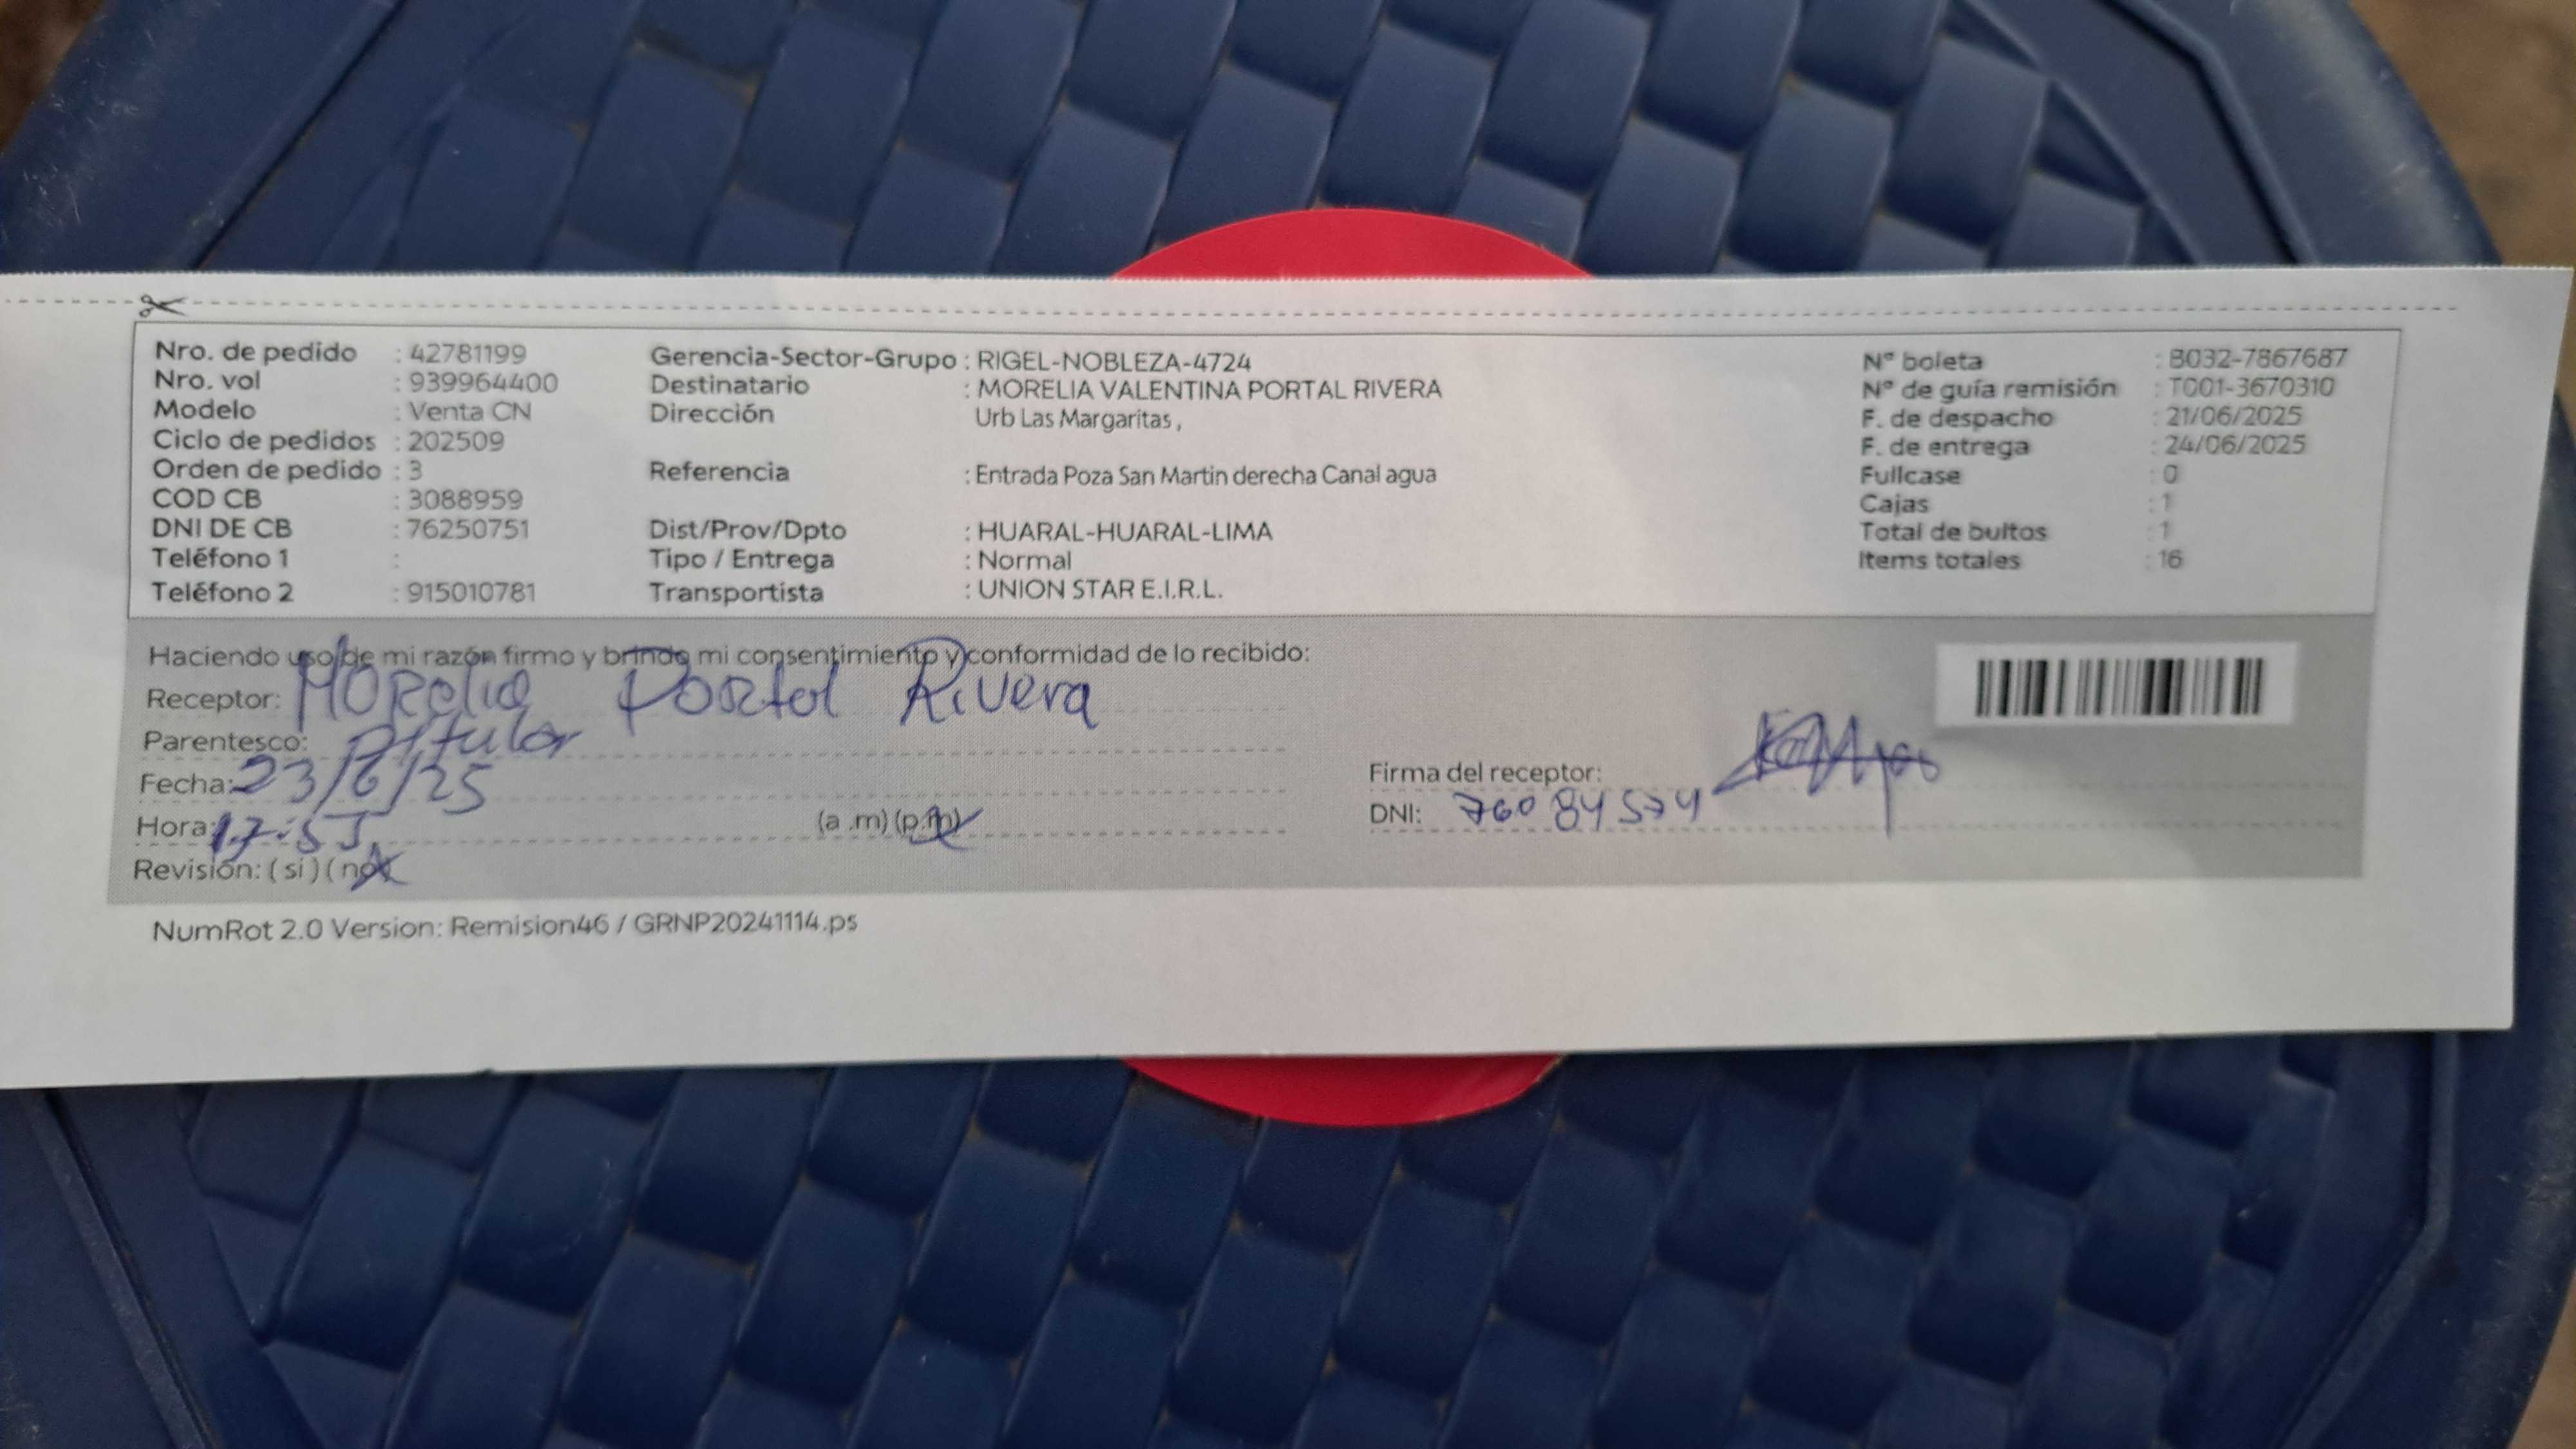 Nro. de pedido : 42781199
Nro. vol : 939964400
Modelo : Venta CN
Ciclo de pedidos : 202509
Orden de pedido : 3
COD CB : 3088959
DNI DE CB : 76250751
Teléfono 1 :
Teléfono 2 : 915010781
Gerencia-Sector-Grupo : RIGEL-NOBLEZA-4724
Destinatario : MORELIA VALENTINA PORTAL RIVERA
Dirección Urb Las Margaritas ,
Referencia : Entrada Poza San Martin derecha Canal agua
Dist/Prov/Dpto : HUARAL-HUARAL-LIMA
Tipo / Entrega : Normal
Transportista : UNION STAR E.I.R.L.
N° boleta : B032-7867687
N° de guía remisión : T001-3670310
F. de despacho : 21/06/2025
F. de entrega : 24/06/2025
Fullcase : 0
Cajas : 1
Total de bultos : 1
Items totales : 16
Haciendo uso de mi razón firmo y brindo mi consentimiento y conformidad de lo recibido:
Receptor: Morelia Portal Rivera
Parentesco: titular
Fecha: 23/6/25
Hora: (a .m) (p.m)
Revisión: ( si ) ( no )
Firma del receptor:
DNI: 76084574
NumRot 2.0 Version: Remision46 / GRNP20241114.ps